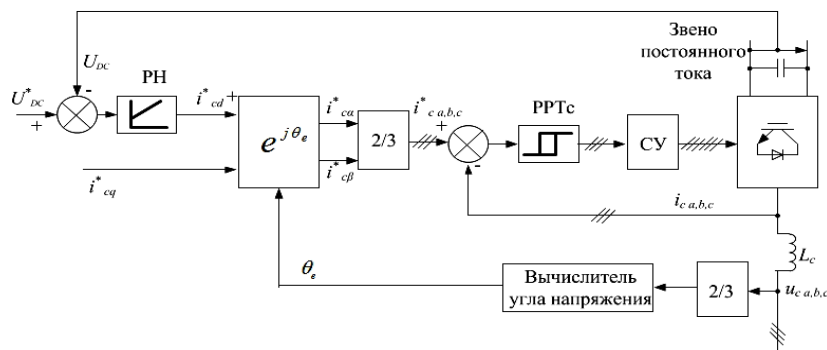 Звено
постоянного
тока
U_DC
-
РН
U*_DC
+
i*_cd +
e^{jθ_e}
i*_cα
i*_cβ
2/3
i*_c a,b,c
+
-
РРТс
СУ
i*_cq
i_c a,b,c
L_c
θ_e
Вычислитель
угла напряжения
2/3
u_c a,b,c